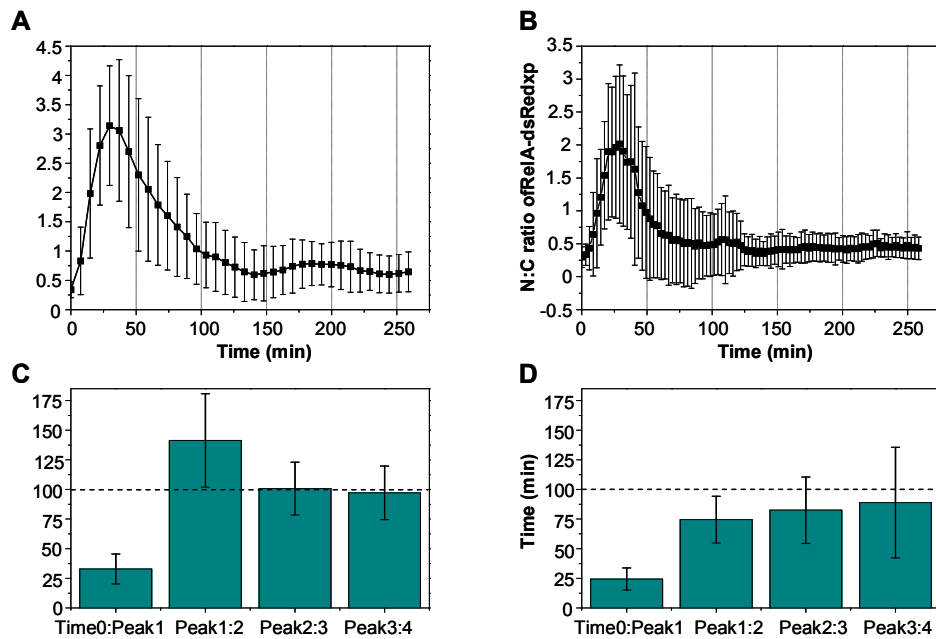 A
4.5
4
3.5
3
2.5
2
1.5
1
0.5
0
0 50 100 150 200 250
Time (min)
B
N:C ratio ofRelA-dsRedxp
3.5
3
2.5
2
1.5
1
0.5
0
-0.5
0 50 100 150 200 250
Time (min)
C
175
150
125
100
75
50
25
0
Time0:Peak1 Peak1:2 Peak2:3 Peak3:4
D
Time (min)
175
150
125
100
75
50
25
0
Time0:Peak1 Peak1:2 Peak2:3 Peak3:4